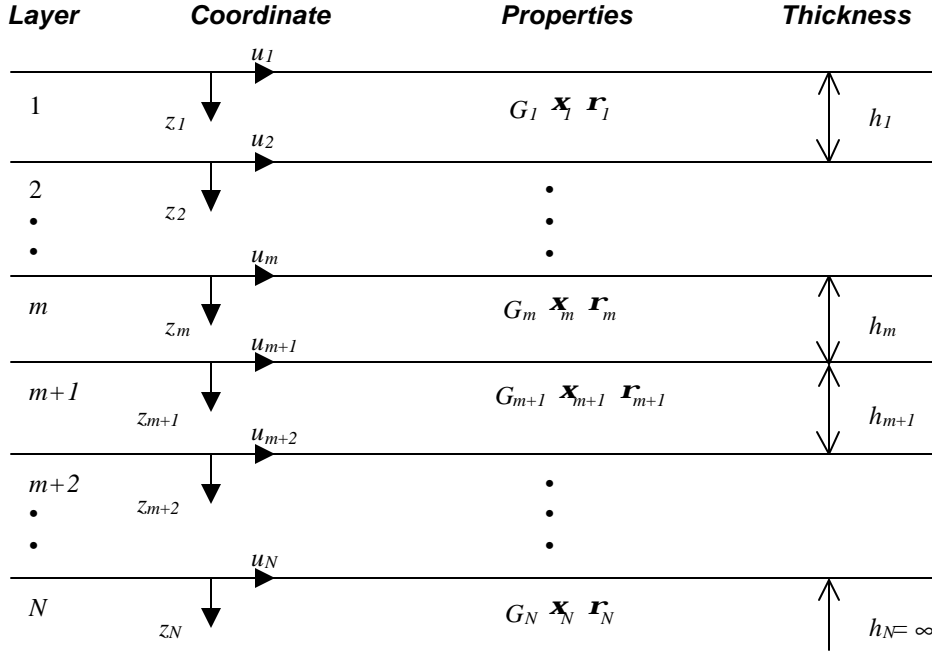 Layer Coordinate Properties Thickness
u1
1 z1 G1 x1 r1 h1
u2
2 z2
•
•
•
•
•
um
m zm Gm xm rm hm
um+1
m+1 zm+1 Gm+1 xm+1 rm+1 hm+1
um+2
m+2 zm+2
•
•
•
•
•
uN
N zN GN xN rN hN= ∞